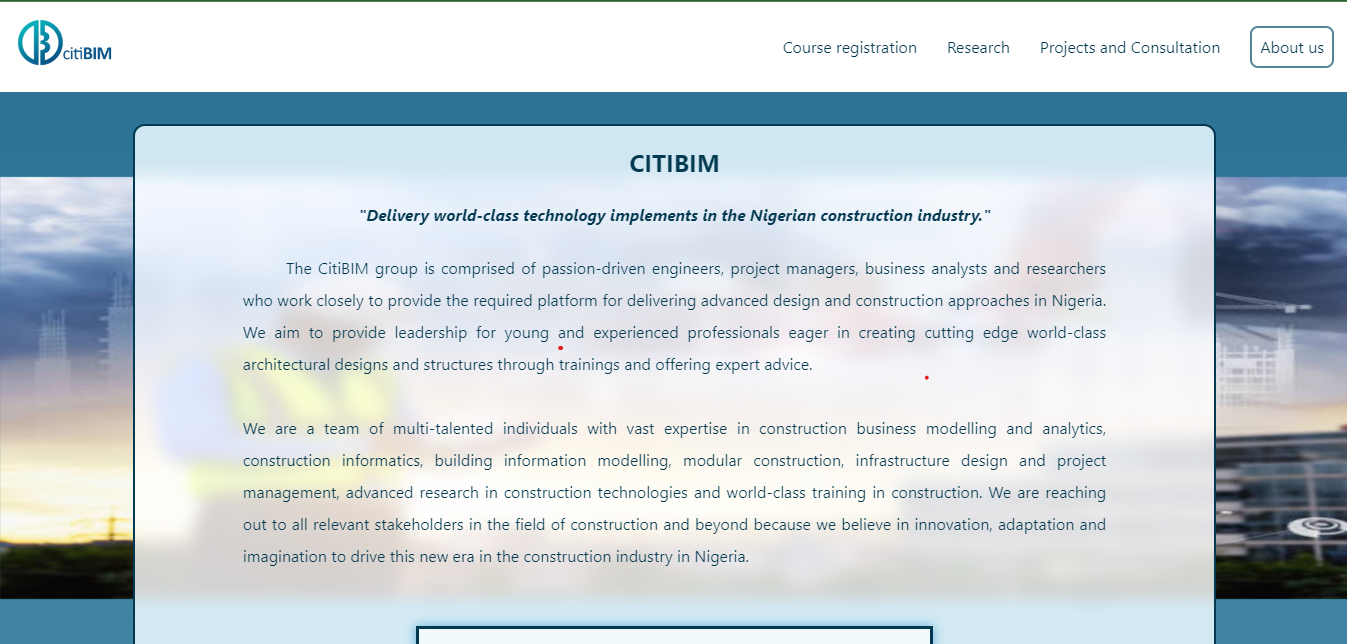 citiBIM
Course registration
Research
Projects and Consultation
About us
CITIBIM
"Delivery world-class technology implements in the Nigerian construction industry."
The CitiBIM group is comprised of passion-driven engineers, project managers, business analysts and researchers
who work closely to provide the required platform for delivering advanced design and construction approaches in Nigeria.
We aim to provide leadership for young and experienced professionals eager in creating cutting edge world-class
architectural designs and structures through trainings and offering expert advice.
We are a team of multi-talented individuals with vast expertise in construction business modelling and analytics,
construction informatics, building information modelling, modular construction, infrastructure design and project
management, advanced research in construction technologies and world-class training in construction. We are reaching
out to all relevant stakeholders in the field of construction and beyond because we believe in innovation, adaptation and
imagination to drive this new era in the construction industry in Nigeria.